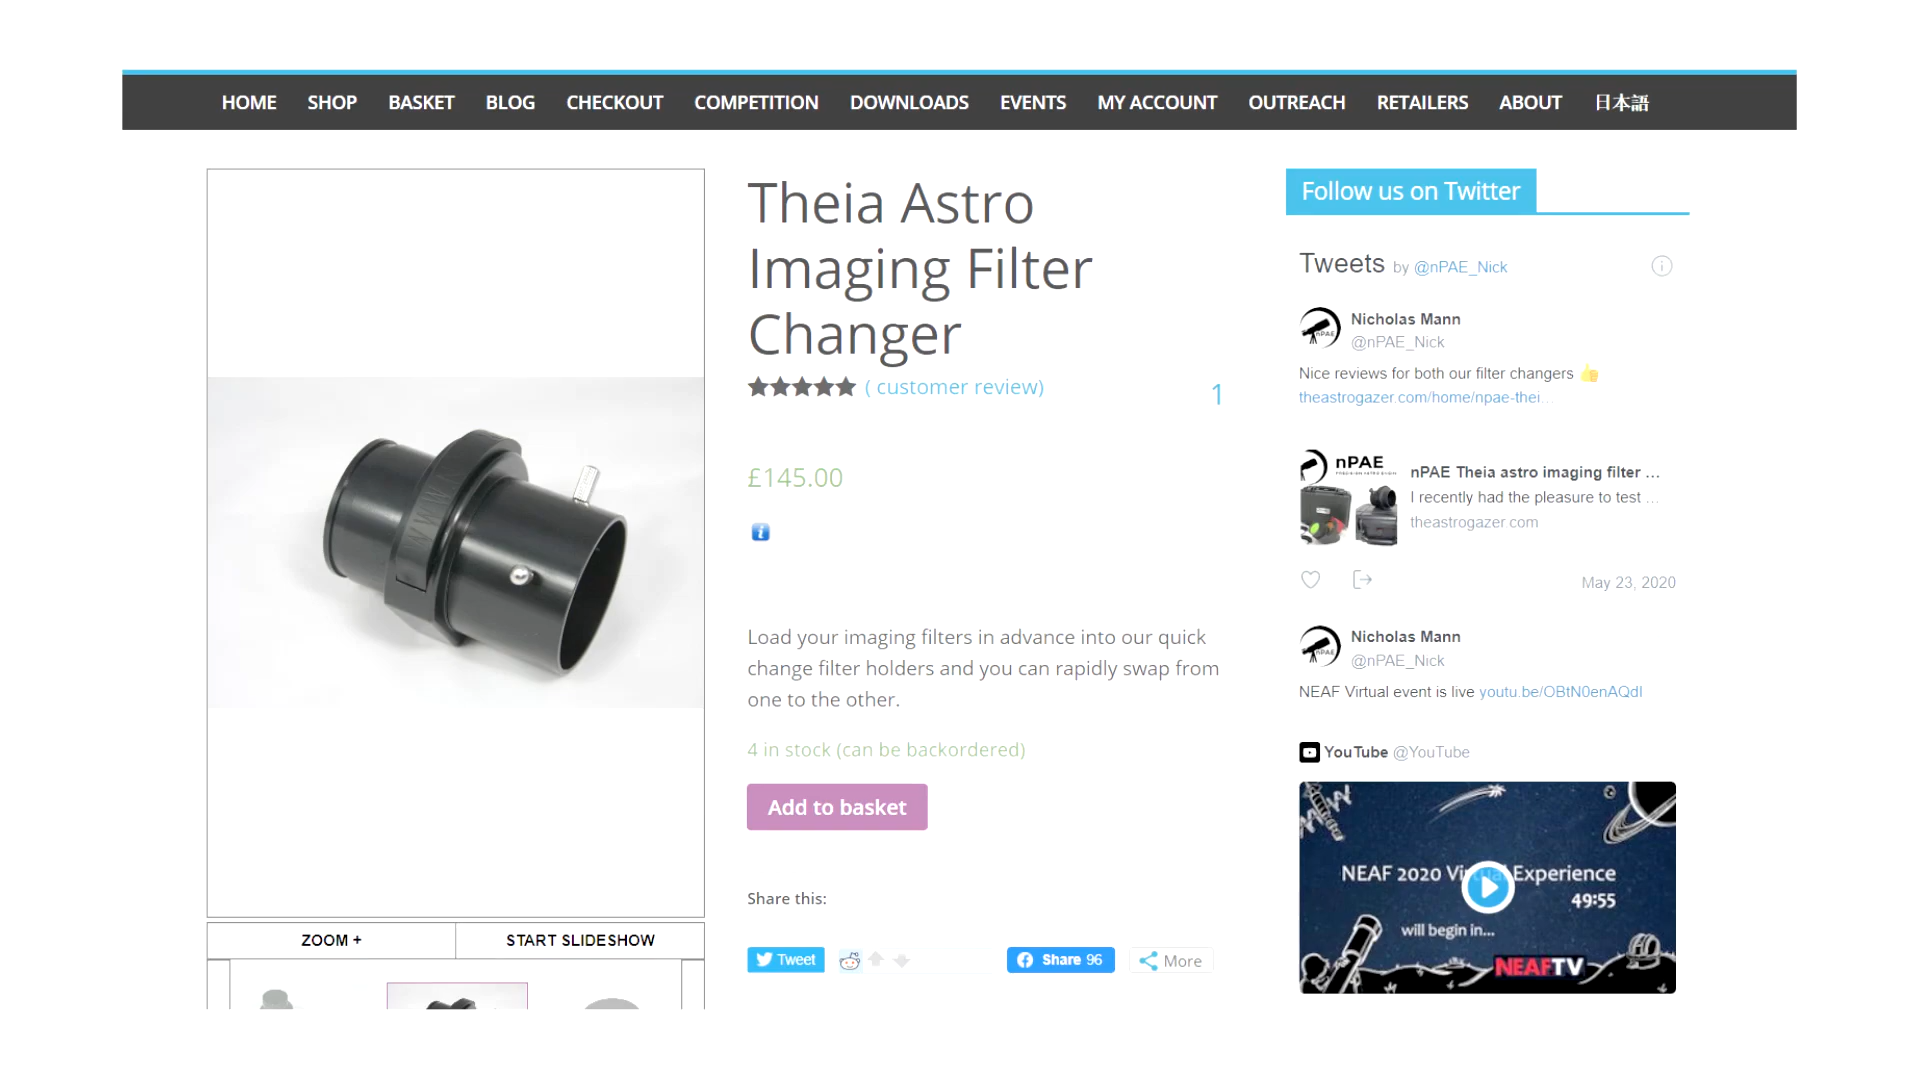 HOME SHOP BASKET BLOG CHECKOUT COMPETITION DOWNLOADS EVENTS MY ACCOUNT OUTREACH RETAILERS ABOUT 日本語
Theia Astro
Imaging Filter
Changer
( customer review)
1
£145.00
Load your imaging filters in advance into our quick
change filter holders and you can rapidly swap from
one to the other.
4 in stock (can be backordered)
Add to basket
Share this:
Tweet
Share 96
More
ZOOM +
START SLIDESHOW
Follow us on Twitter
Tweets by @nPAE_Nick
Nicholas Mann
@nPAE_Nick
Nice reviews for both our filter changers
theastrogazer.com/home/npae-thei…
nPAE
nPAE Theia astro imaging filter …
I recently had the pleasure to test …
theastrogazer.com
May 23, 2020
Nicholas Mann
@nPAE_Nick
NEAF Virtual event is live youtu.be/OBtN0enAQdI
YouTube @YouTube
NEAF 2020 Experience
49:55
will begin in...
NEAFTV